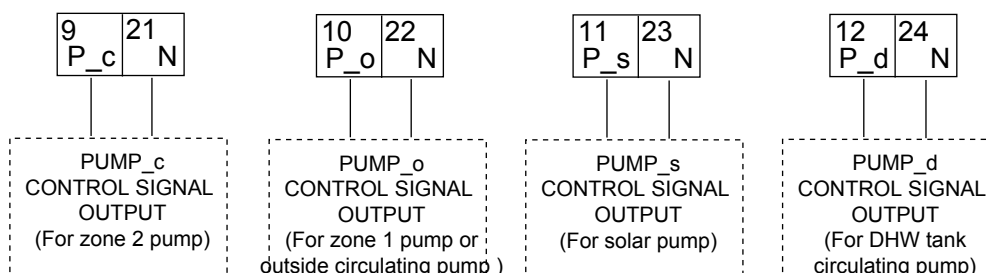 9 21
P_c N
PUMP_c
CONTROL SIGNAL
OUTPUT
(For zone 2 pump)
10 22
P_o N
PUMP_o
CONTROL SIGNAL
OUTPUT
(For zone 1 pump or
outside circulating pump )
11 23
P_s N
PUMP_s
CONTROL SIGNAL
OUTPUT
(For solar pump)
12 24
P_d N
PUMP_d
CONTROL SIGNAL
OUTPUT
(For DHW tank
circulating pump)